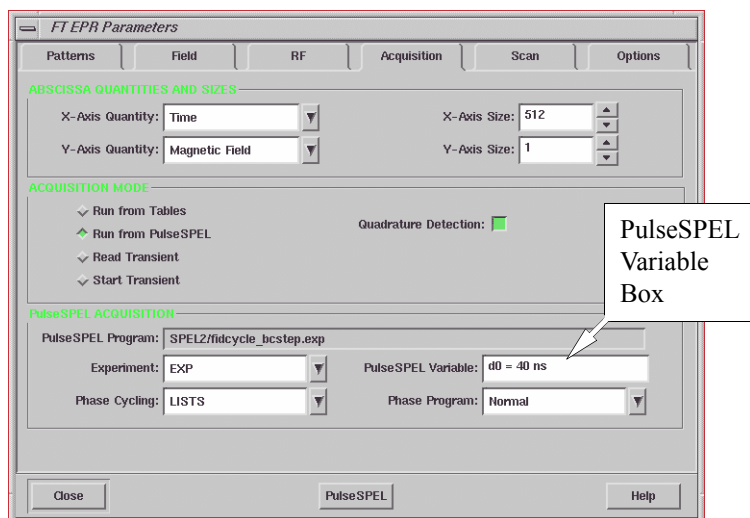 FT EPR Parameters
Patterns Field RF Acquisition Scan Options
ABSCISSA QUANTITIES AND SIZES
X-Axis Quantity: Time X-Axis Size: 512
Y-Axis Quantity: Magnetic Field Y-Axis Size: 1
ACQUISITION MODE
Run from Tables
Run from PulseSPEL
Read Transient
Start Transient
Quadrature Detection:
PulseSPEL
Variable
Box
PulseSPEL ACQUISITION
PulseSPEL Program: SPEL2/fidcycle_bcstep.exp
Experiment: EXP PulseSPEL Variable: d0 = 40 ns
Phase Cycling: LISTS Phase Program: Normal
Close PulseSPEL Help